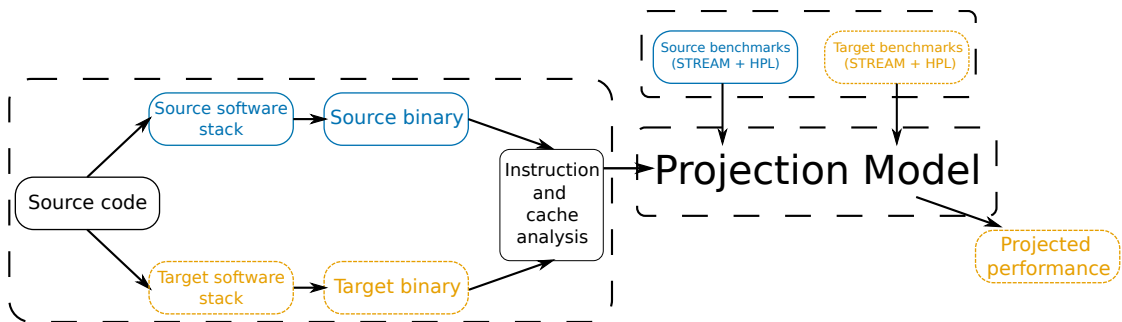 Source benchmarks
(STREAM + HPL)
Target benchmarks
(STREAM + HPL)
Source software
stack
Source binary
Source code
Instruction
and
cache
analysis
Projection Model
Target software
stack
Target binary
Projected
performance